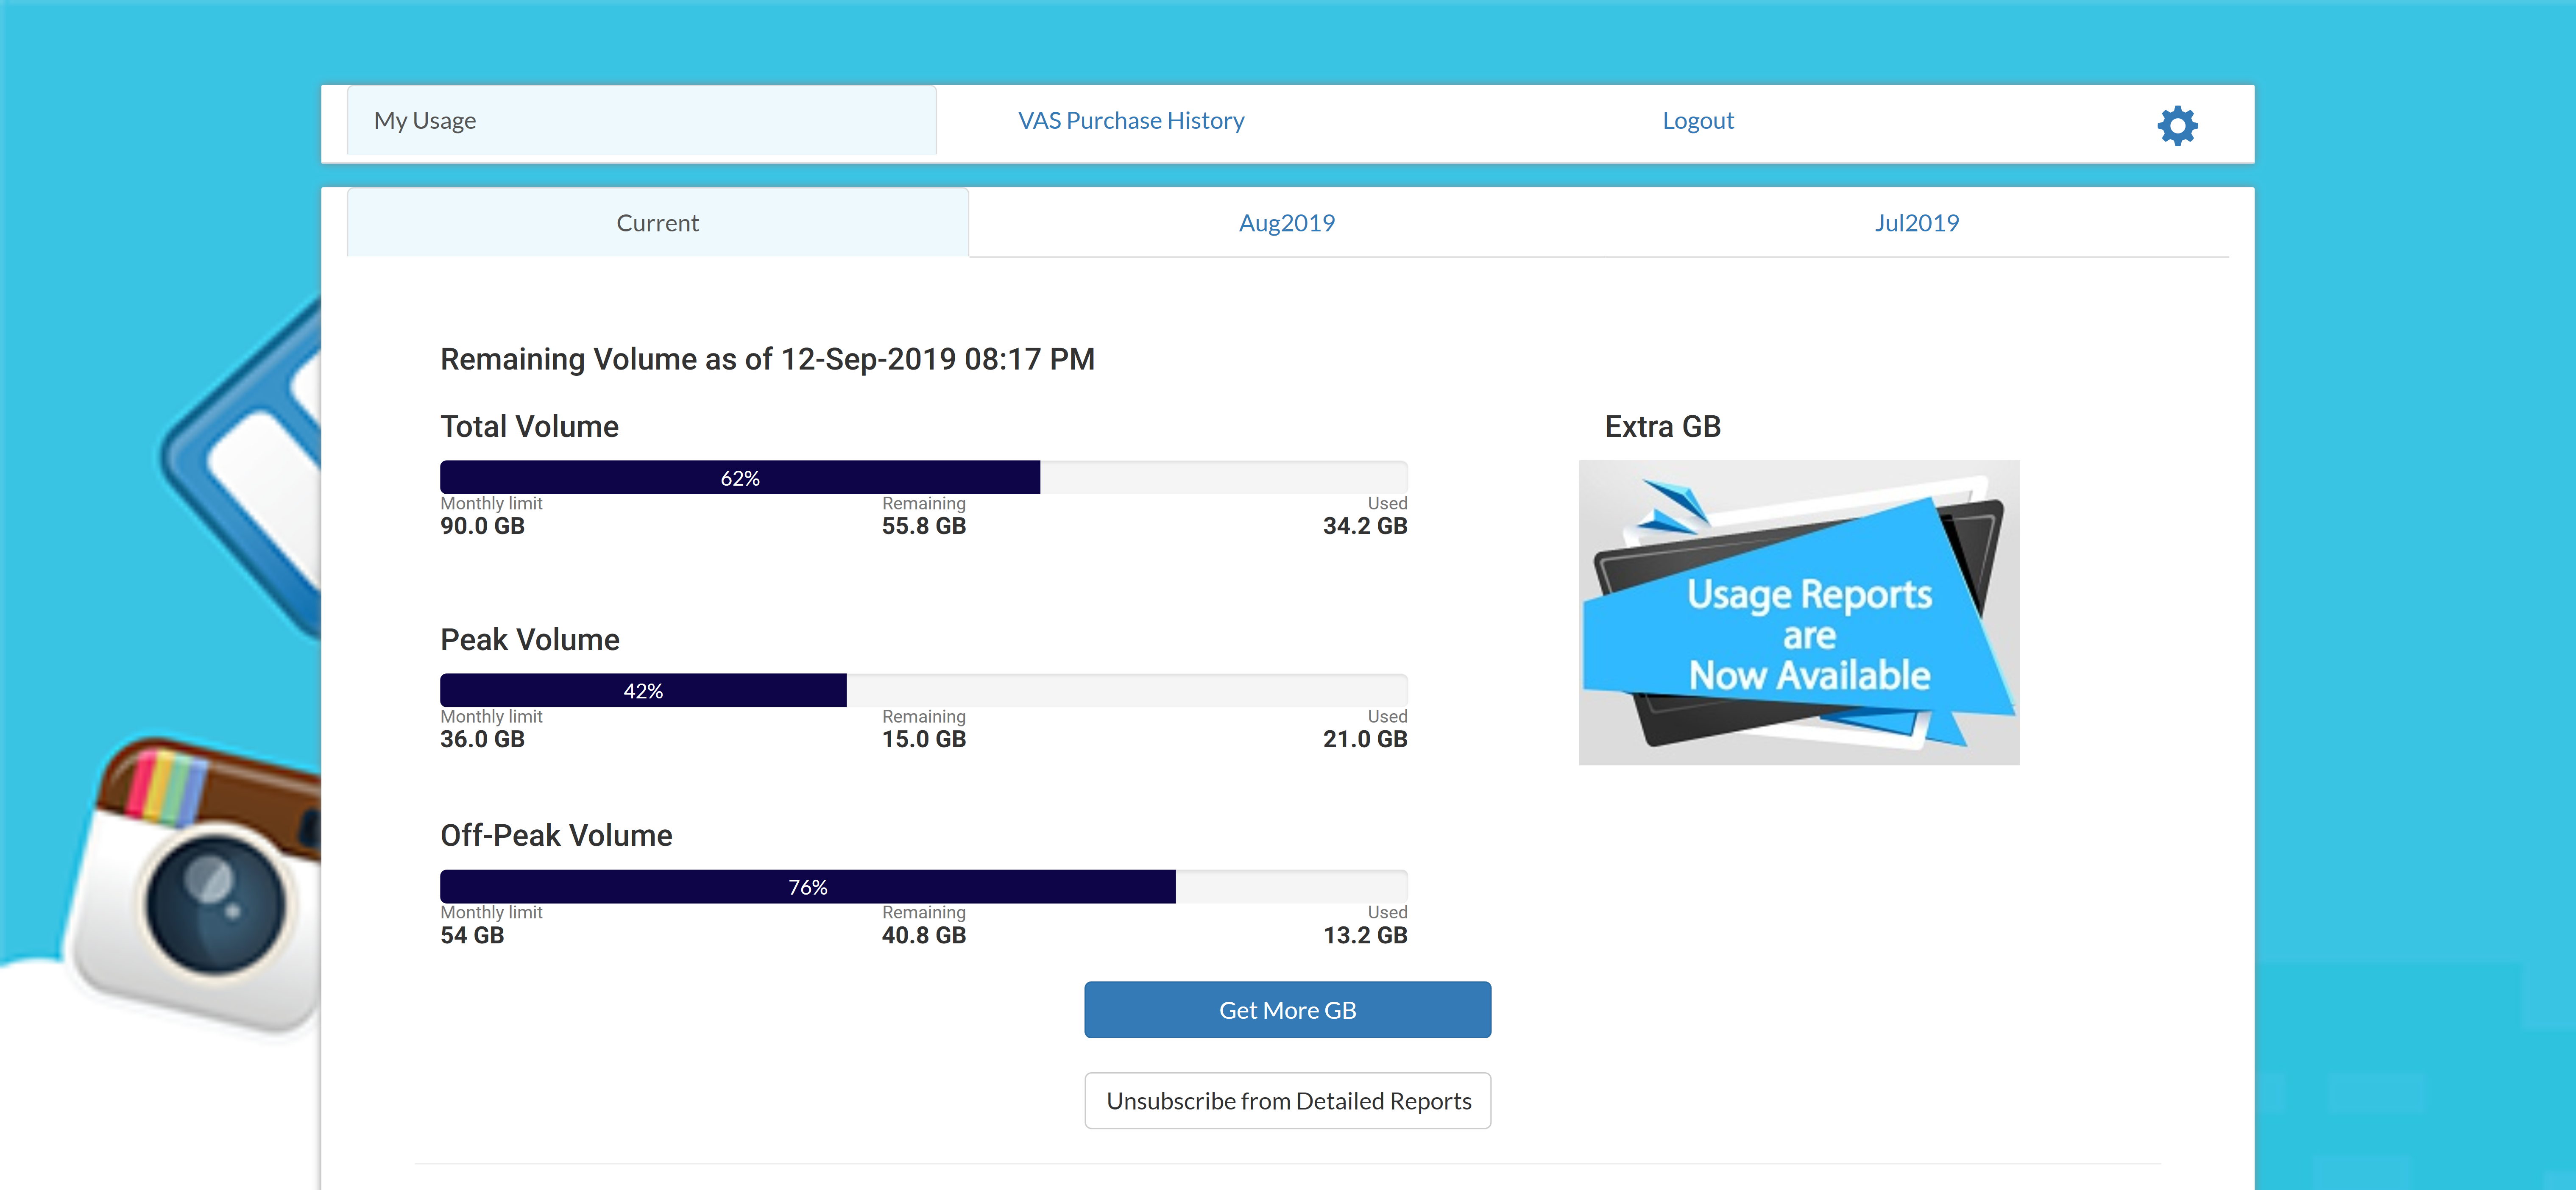 My Usage
VAS Purchase History
Logout
Current
Aug2019
Jul2019
Remaining Volume as of 12-Sep-2019 08:17 PM
Total Volume
62%
Monthly limit
Remaining
Used
90.0 GB
55.8 GB
34.2 GB
Extra GB
Usage Reports
are
Now Available
Peak Volume
42%
Monthly limit
Remaining
Used
36.0 GB
15.0 GB
21.0 GB
Off-Peak Volume
76%
Monthly limit
Remaining
Used
54 GB
40.8 GB
13.2 GB
Get More GB
Unsubscribe from Detailed Reports